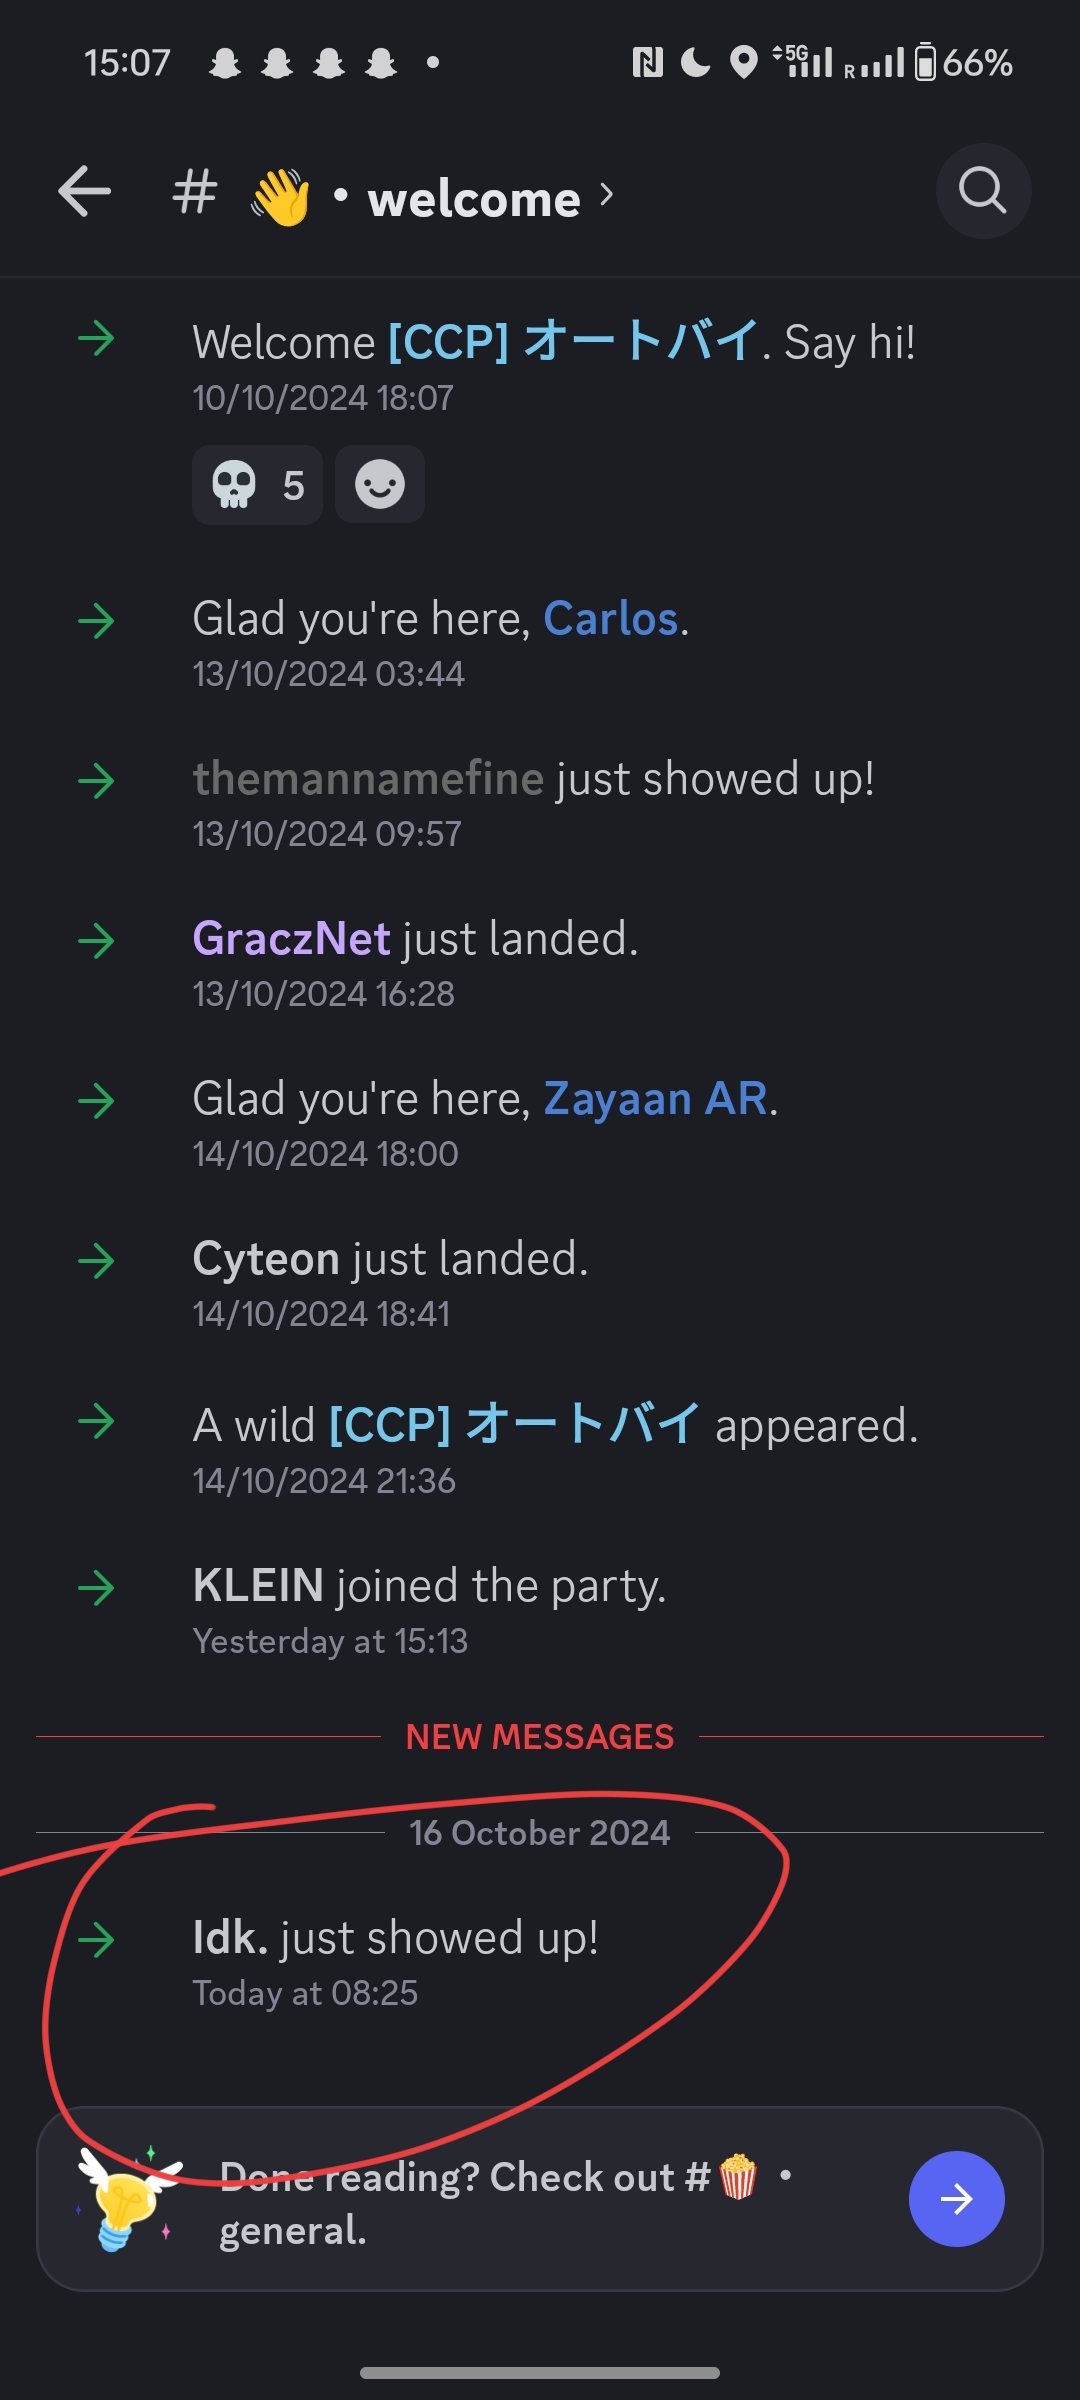 15:07
5G R 66%
# 👋 • welcome
Welcome [CCP] オートバイ. Say hi!
10/10/2024 18:07
💀 5
Glad you're here, Carlos.
13/10/2024 03:44
themannamefine just showed up!
13/10/2024 09:57
GraczNet just landed.
13/10/2024 16:28
Glad you're here, Zayaan AR.
14/10/2024 18:00
Cyteon just landed.
14/10/2024 18:41
A wild [CCP] オートバイ appeared.
14/10/2024 21:36
KLEIN joined the party.
Yesterday at 15:13
NEW MESSAGES
16 October 2024
Idk. just showed up!
Today at 08:25
Done reading? Check out #🍿 •
general.